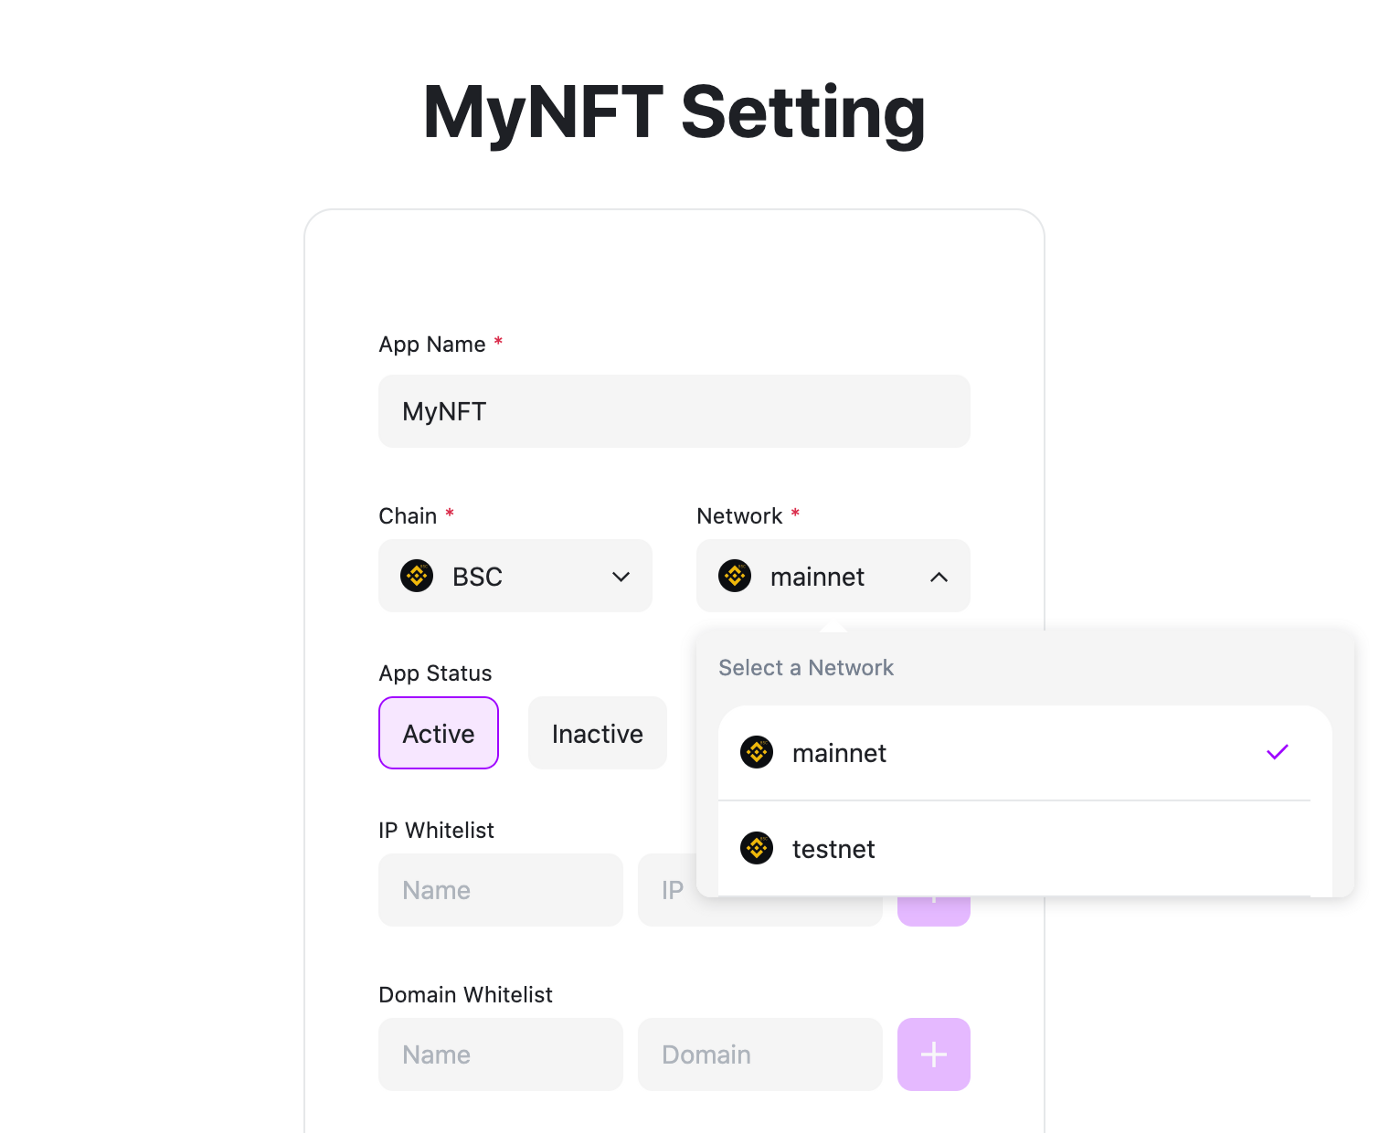 MyNFT Setting
App Name *
MyNFT
Chain *
Network *
BSC
mainnet
App Status
Select a Network
Active
Inactive
mainnet
testnet
IP Whitelist
Name
IP
Domain Whitelist
Name
Domain